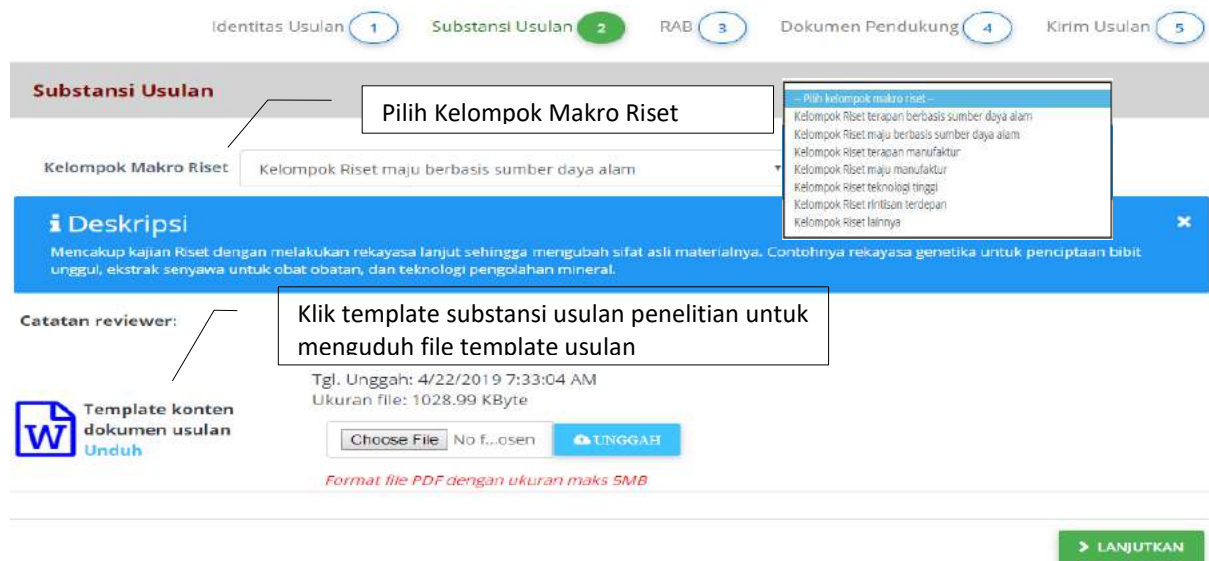 Identitas Usulan 1 Substansi Usulan 2 RAB 3 Dokumen Pendukung 4 Kirim Usulan 5
Substansi Usulan
Pilih Kelompok Makro Riset
-- Pilih kelompok makro riset --
Kelompok Riset terapan berbasis sumber daya alam
Kelompok Riset maju berbasis sumber daya alam
Kelompok Riset terapan manufaktur
Kelompok Riset maju manufaktur
Kelompok Riset teknologi tinggi
Kelompok Riset rintisan terdepan
Kelompok Riset lainnya
Kelompok Makro Riset Kelompok Riset maju berbasis sumber daya alam
Deskripsi
Mencakup kajian Riset dengan melakukan rekayasa lanjut sehingga mengubah sifat asli materialnya. Contohnya rekayasa genetika untuk penciptaan bibit
unggul, ekstrak senyawa untuk obat obatan, dan teknologi pengolahan mineral.
Catatan reviewer:
Klik template substansi usulan penelitian untuk
menguduh file template usulan
Tgl. Unggah: 4/22/2019 7:33:04 AM
Ukuran file: 1028.99 KByte
W
Template konten
dokumen usulan
Unduh
Choose File No f...osen UNGGAH
Format file PDF dengan ukuran maks 5MB
LANJUTKAN